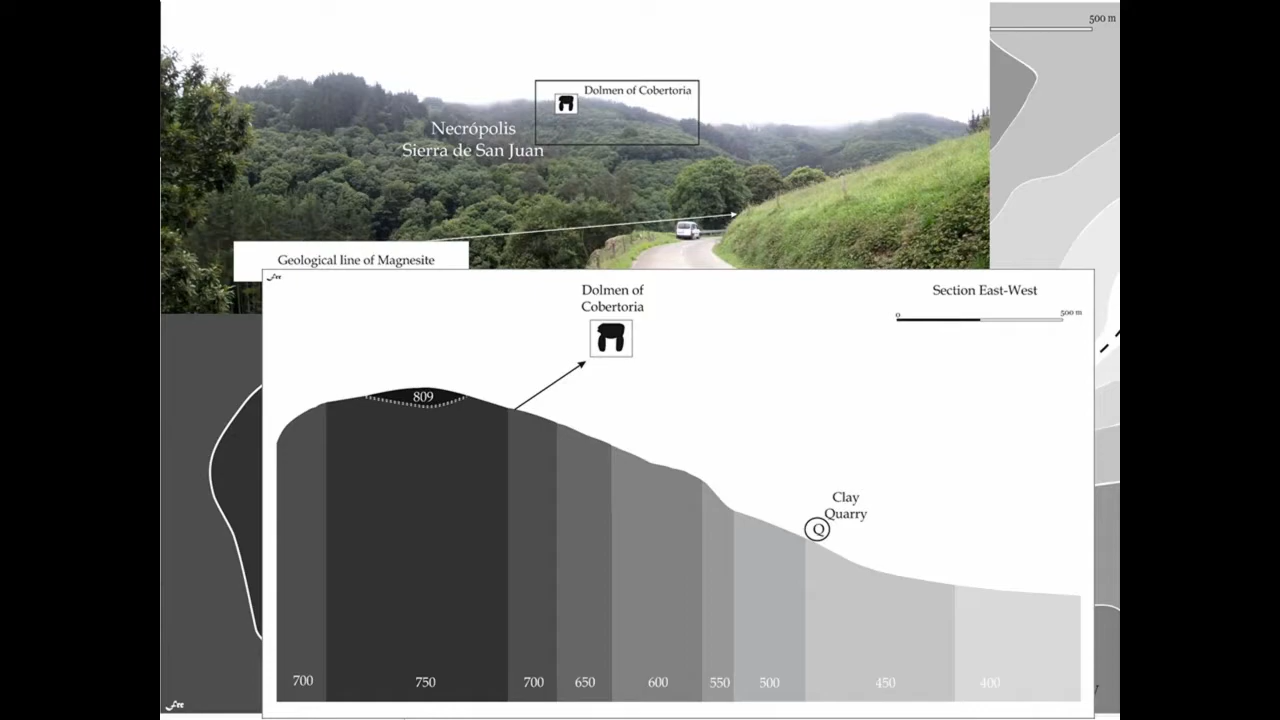 500 m
Dolmen of Cobertoria
Necrópolis
Sierra de San Juan
Geological line of Magnesite
Dolmen of
Cobertoria
Section East-West
0
500 m
809
Clay
Quarry
Q
700
750
700
650
600
550
500
450
400